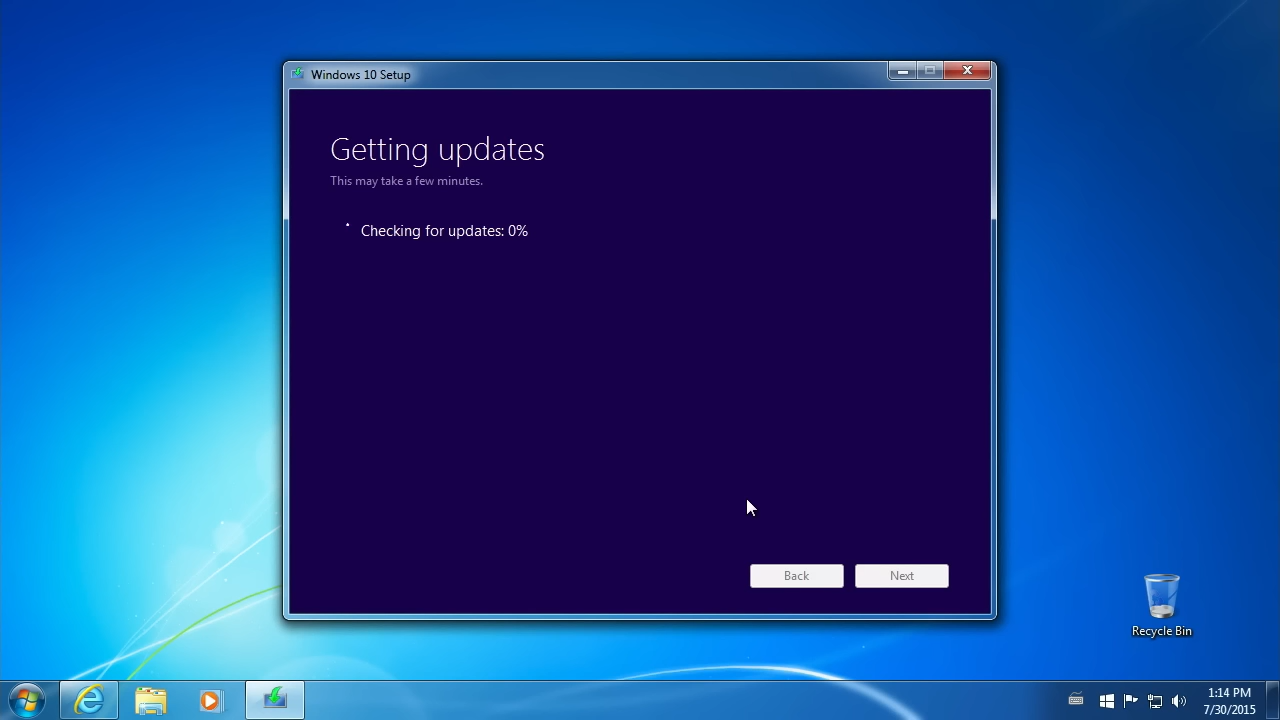 Windows 10 Setup
Getting updates
This may take a few minutes.
Checking for updates: 0%
Back
Next
Recycle Bin
1:14 PM
7/30/2015